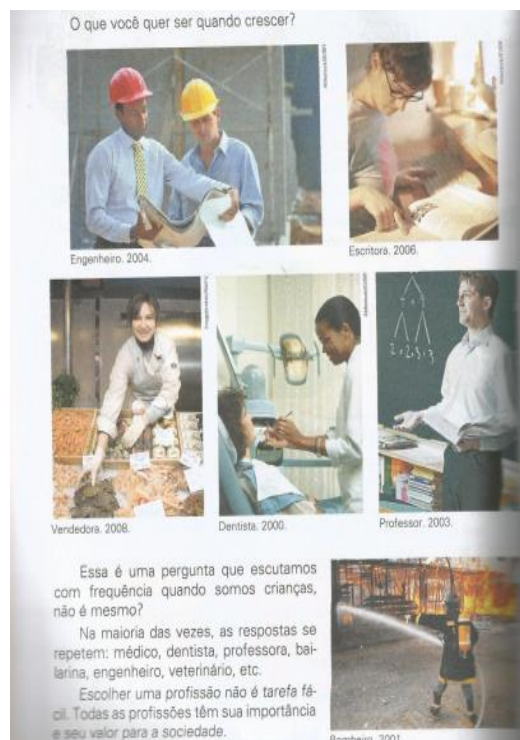 O que você quer ser quando crescer?
Engenheiro. 2004.
Escritora. 2006.
Vendedora. 2008.
Dentista. 2000.
Professor. 2003.
Essa é uma pergunta que escutamos
com frequência quando somos crianças,
não é mesmo?
Na maioria das vezes, as respostas se
repetem: médico, dentista, professora, bai-
larina, engenheiro, veterinário, etc.
Escolher uma profissão não é tarefa fá-
cil. Todas as profissões têm sua importância
e seu valor para a sociedade.
Bombeiro. 2001.